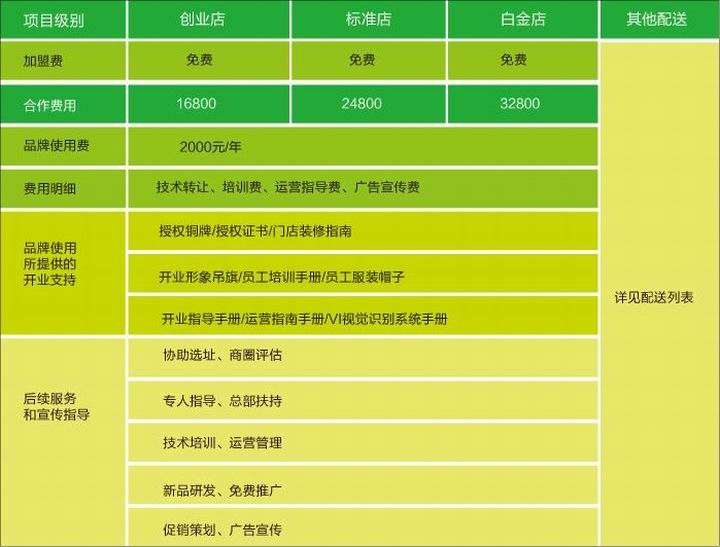 项目级别 创业店 标准店 白金店 其他配送
加盟费 免费 免费 免费
合作费用 16800 24800 32800
品牌使用费 2000元/年
费用明细 技术转让、培训费、运营指导费、广告宣传费
品牌使用
所提供的
开业支持
授权铜牌/授权证书/门店装修指南
开业形象吊旗/员工培训手册/员工服装帽子
开业指导手册/运营指南手册/VI视觉识别系统手册
后续服务
和宣传指导
协助选址、商圈评估
专人指导、总部扶持
技术培训、运营管理
新品研发、免费推广
促销策划、广告宣传
详见配送列表